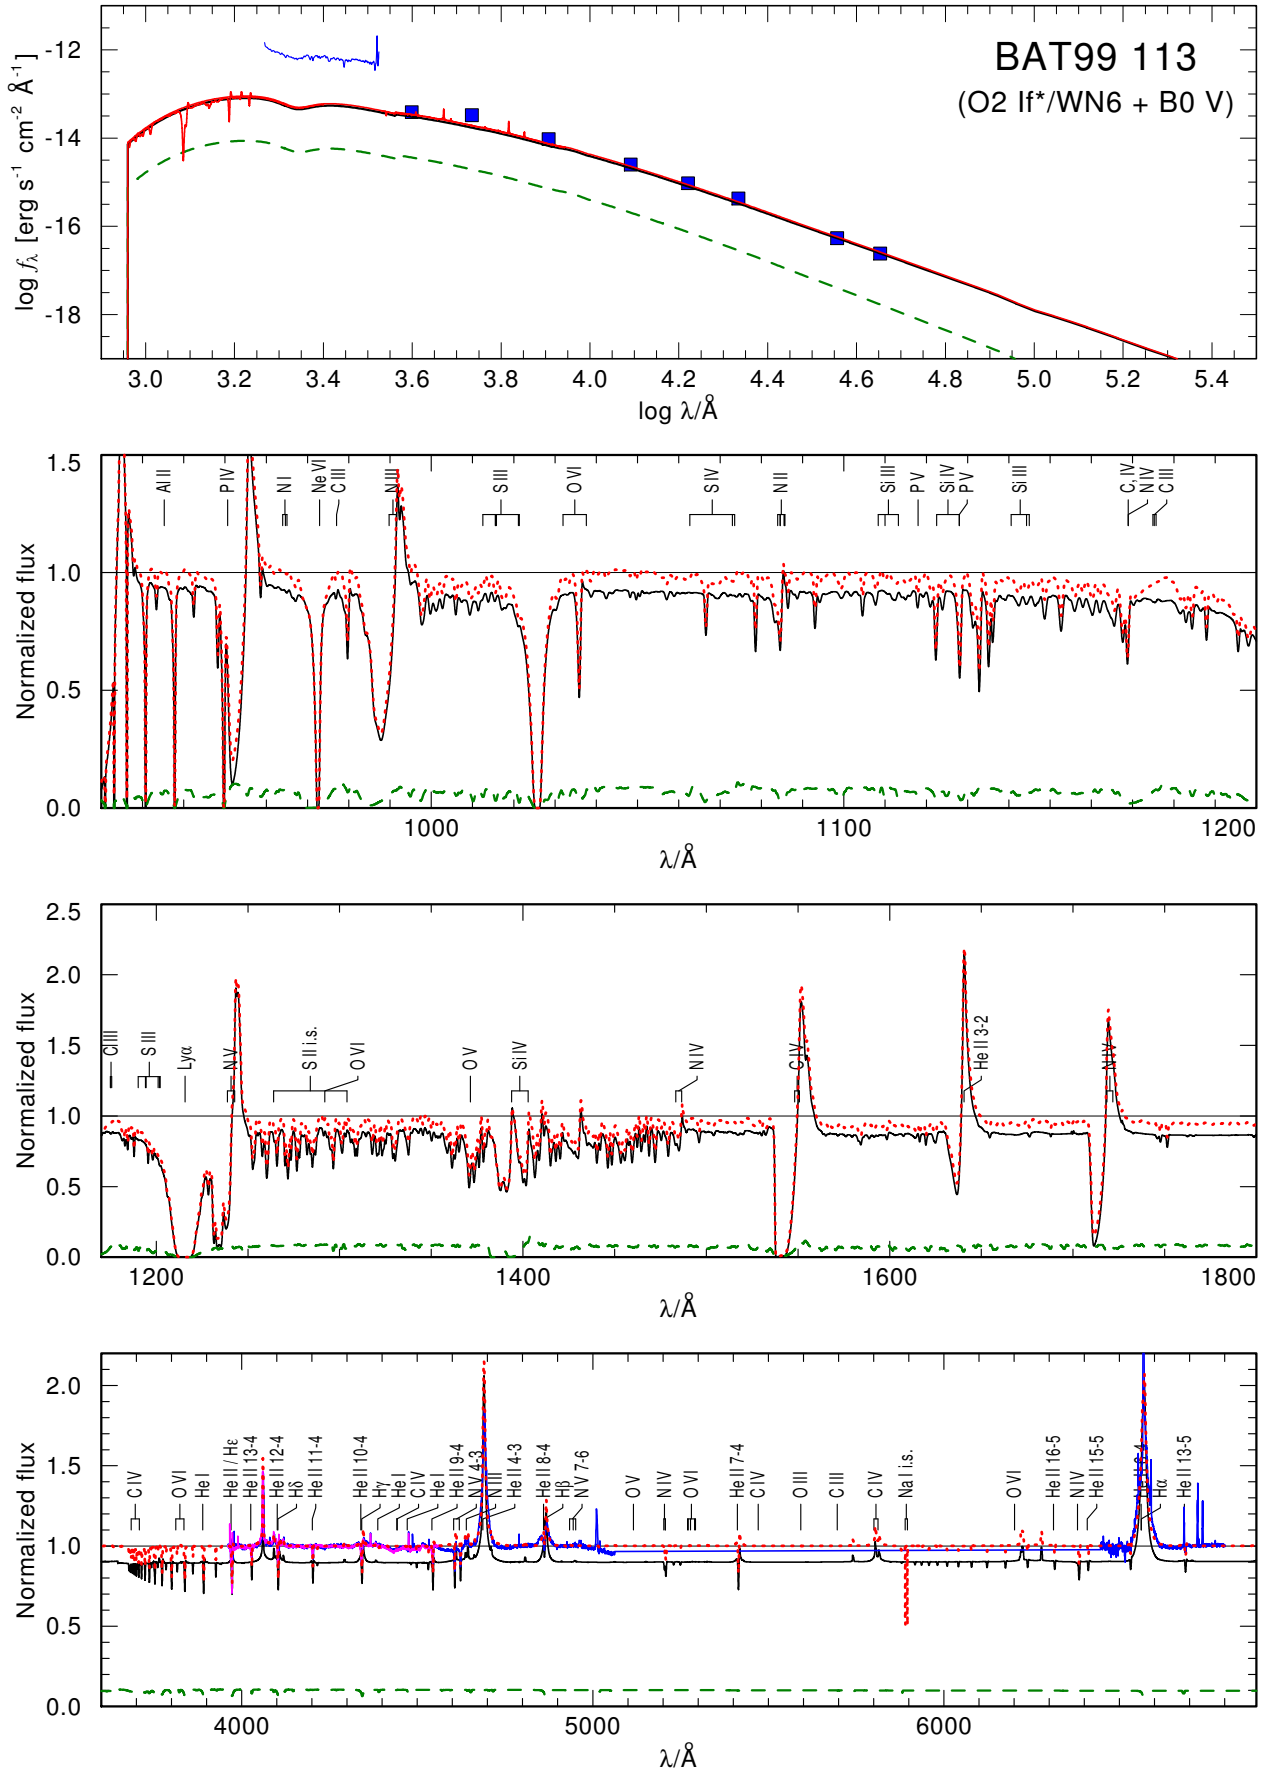 BAT99 113
(O2 If*/WN6 + B0 V)
log fλ [erg s-1 cm-2 Å-1]
-12
-14
-16
-18
3.0 3.2 3.4 3.6 3.8 4.0 4.2 4.4 4.6 4.8 5.0 5.2 5.4
log λ/Å
Normalized flux
1.5
1.0
0.5
0.0
Al II P IV N I Ne VI C III N III S III O VI S IV N II Si III P V Si IV P V Si III C, IV N IV C III
1000 1100 1200
λ/Å
Normalized flux
2.5
2.0
1.5
1.0
0.5
0.0
C III S III Lyα N V S II i.s. O VI O V Si IV N IV C IV He II 3-2 N IV
1200 1400 1600 1800
λ/Å
Normalized flux
2.0
1.5
1.0
0.5
0.0
C IV O VI He I He II / Hε He II 13-4 He II 12-4 Hδ He II 11-4 He II 10-4 Hγ He I C IV He I He II 9-4 N V 4-3 N III He II 4-3 He II 8-4 Hβ N V 7-6 O V N IV O VI He II 7-4 C IV O III C III C IV Na I i.s. O VI He II 16-5 N IV He II 15-5 Hα He II 13-5
4000 5000 6000
λ/Å